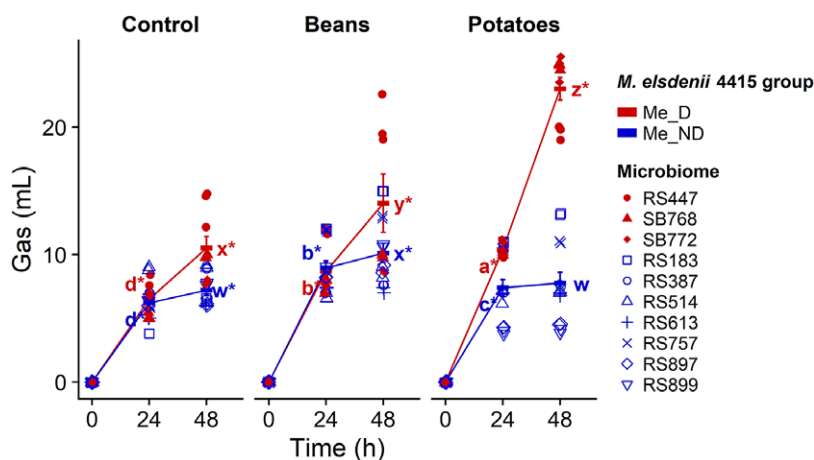 Control Beans Potatoes
Gas (mL)
20
10
0
d*
d
x*
w*
b*
b*
y*
x*
a*
c*
z*
w
0 24 48 0 24 48 0 24 48
Time (h)
M. elsdenii 4415 group
Me_D
Me_ND
Microbiome
RS447
SB768
SB772
RS183
RS387
RS514
RS613
RS757
RS897
RS899